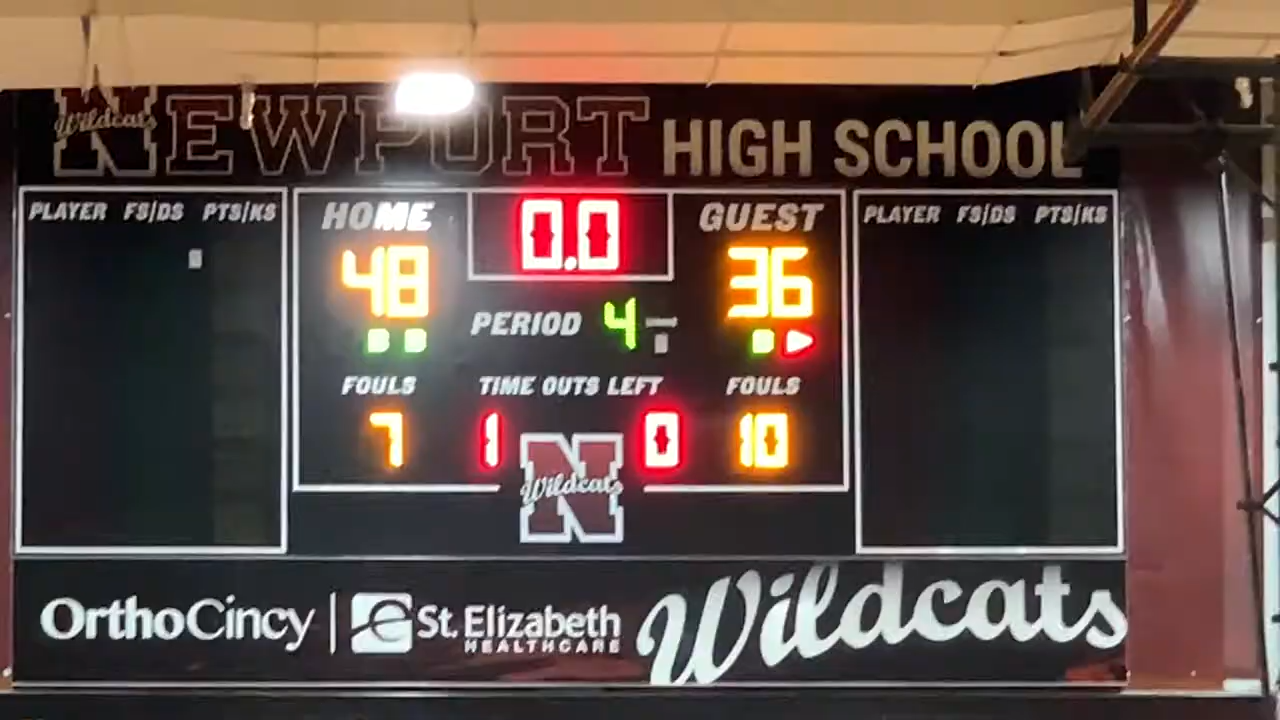 Wildcats NEWPORT HIGH SCHOOL
PLAYER FS/DS PTS/KS
HOME
0.0
GUEST
PLAYER FS/DS PTS/KS
48
36
PERIOD 4
B B
B
FOULS
TIME OUTS LEFT
FOULS
7
1
0
10
N
Wildcats
OrthoCincy | St. Elizabeth
HEALTHCARE
Wildcats